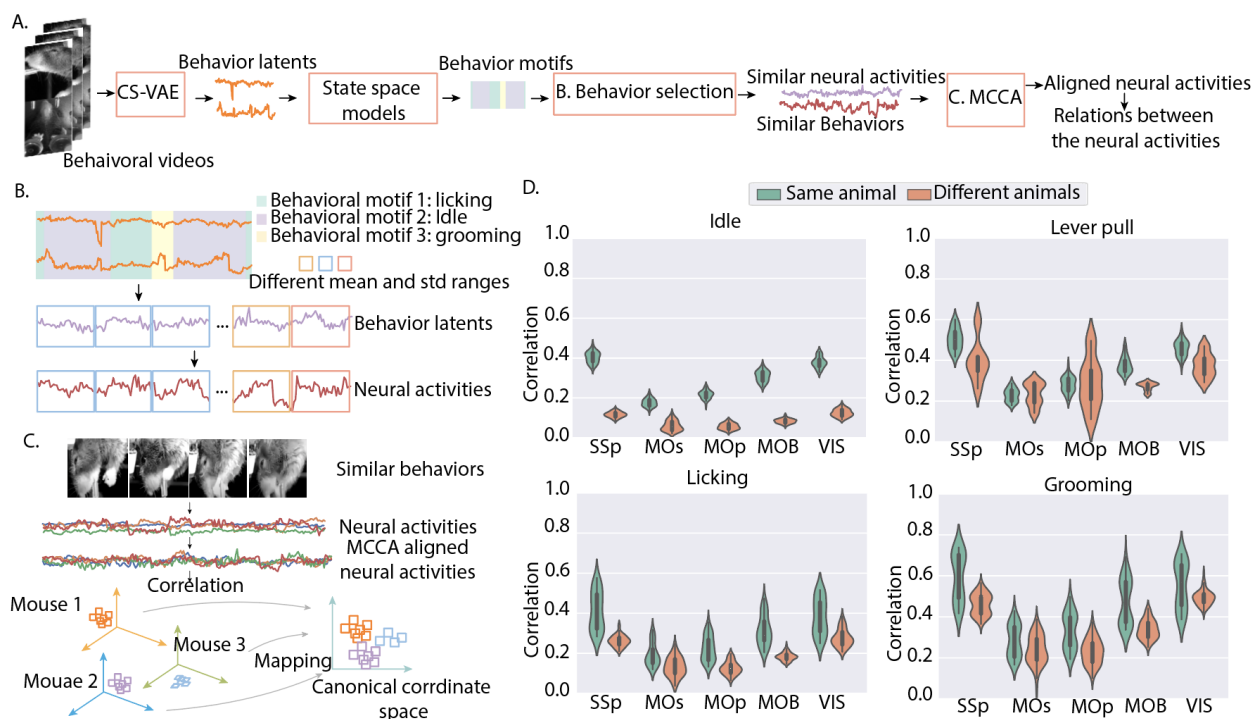 A.
Behaivoral videos
CS-VAE
Behavior latents
State space
models
Behavior motifs
B. Behavior selection
Similar neural activities
Similar Behaviors
C. MCCA
Aligned neural activities
Relations between
the neural activities
B.
Behavioral motif 1: licking
Behavioral motif 2: Idle
Behavioral motif 3: grooming
Different mean and std ranges
Behavior latents
...
Neural activities
...
C.
Similar behaviors
Neural activities
MCCA aligned
neural activities
Correlation
Mouse 1
Mouse 3
Mouae 2
Mapping
Canonical corrdinate
space
D.
Same animal
Different animals
Idle
Correlation
1.0
0.8
0.6
0.4
0.2
0.0
SSp MOs MOp MOB VIS
Lever pull
Correlation
1.0
0.8
0.6
0.4
0.2
0.0
SSp MOs MOp MOB VIS
Licking
Correlation
1.0
0.8
0.6
0.4
0.2
0.0
SSp MOs MOp MOB VIS
Grooming
Correlation
1.0
0.8
0.6
0.4
0.2
0.0
SSp MOs MOp MOB VIS